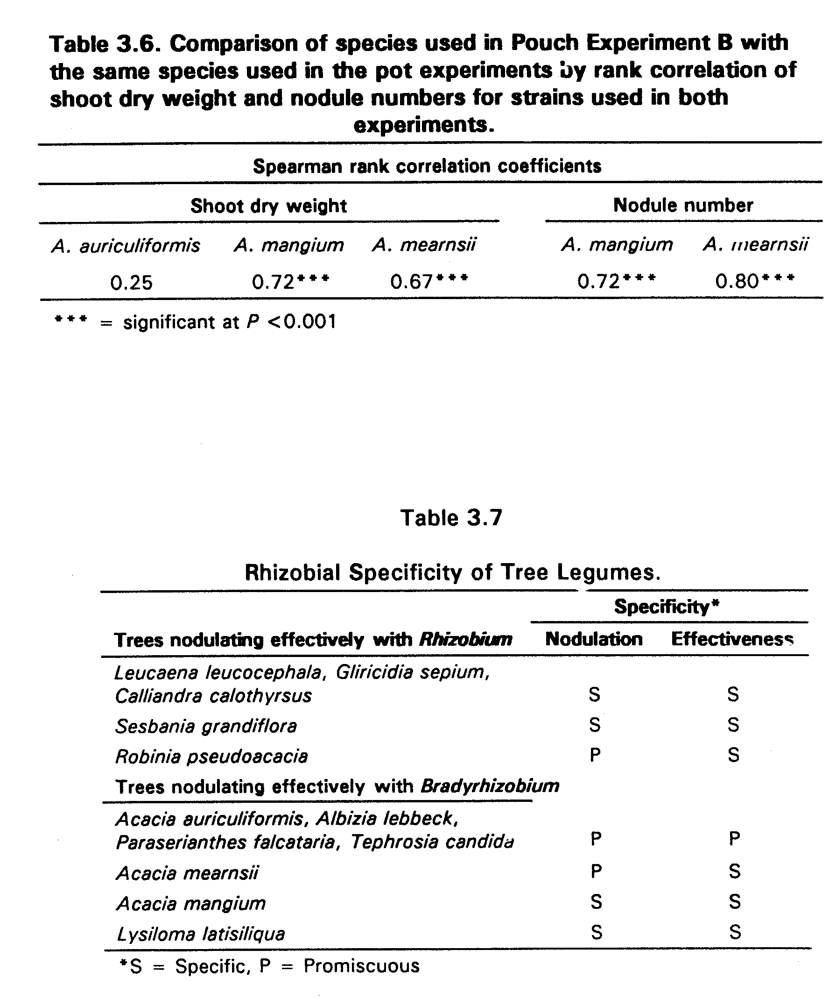 Table 3.6. Comparison of species used in Pouch Experiment B with
the same species used in the pot experiments by rank correlation of
shoot dry weight and nodule numbers for strains used in both
experiments.
Spearman rank correlation coefficients
Shoot dry weight Nodule number
A. auriculiformis A. mangium A. mearnsii A. mangium A. mearnsii
0.25 0.72*** 0.67*** 0.72*** 0.80***
*** = significant at P <0.001
Table 3.7
Rhizobial Specificity of Tree Legumes.
Specificity*
Trees nodulating effectively with Rhizobium Nodulation Effectiveness
Leucaena leucocephala, Gliricidia sepium,
Calliandra calothyrsus S S
Sesbania grandiflora S S
Robinia pseudoacacia P S
Trees nodulating effectively with Bradyrhizobium
Acacia auriculiformis, Albizia lebbeck,
Paraserianthes falcataria, Tephrosia candida P P
Acacia mearnsii P S
Acacia mangium S S
Lysiloma latisiliqua S S
*S = Specific, P = Promiscuous